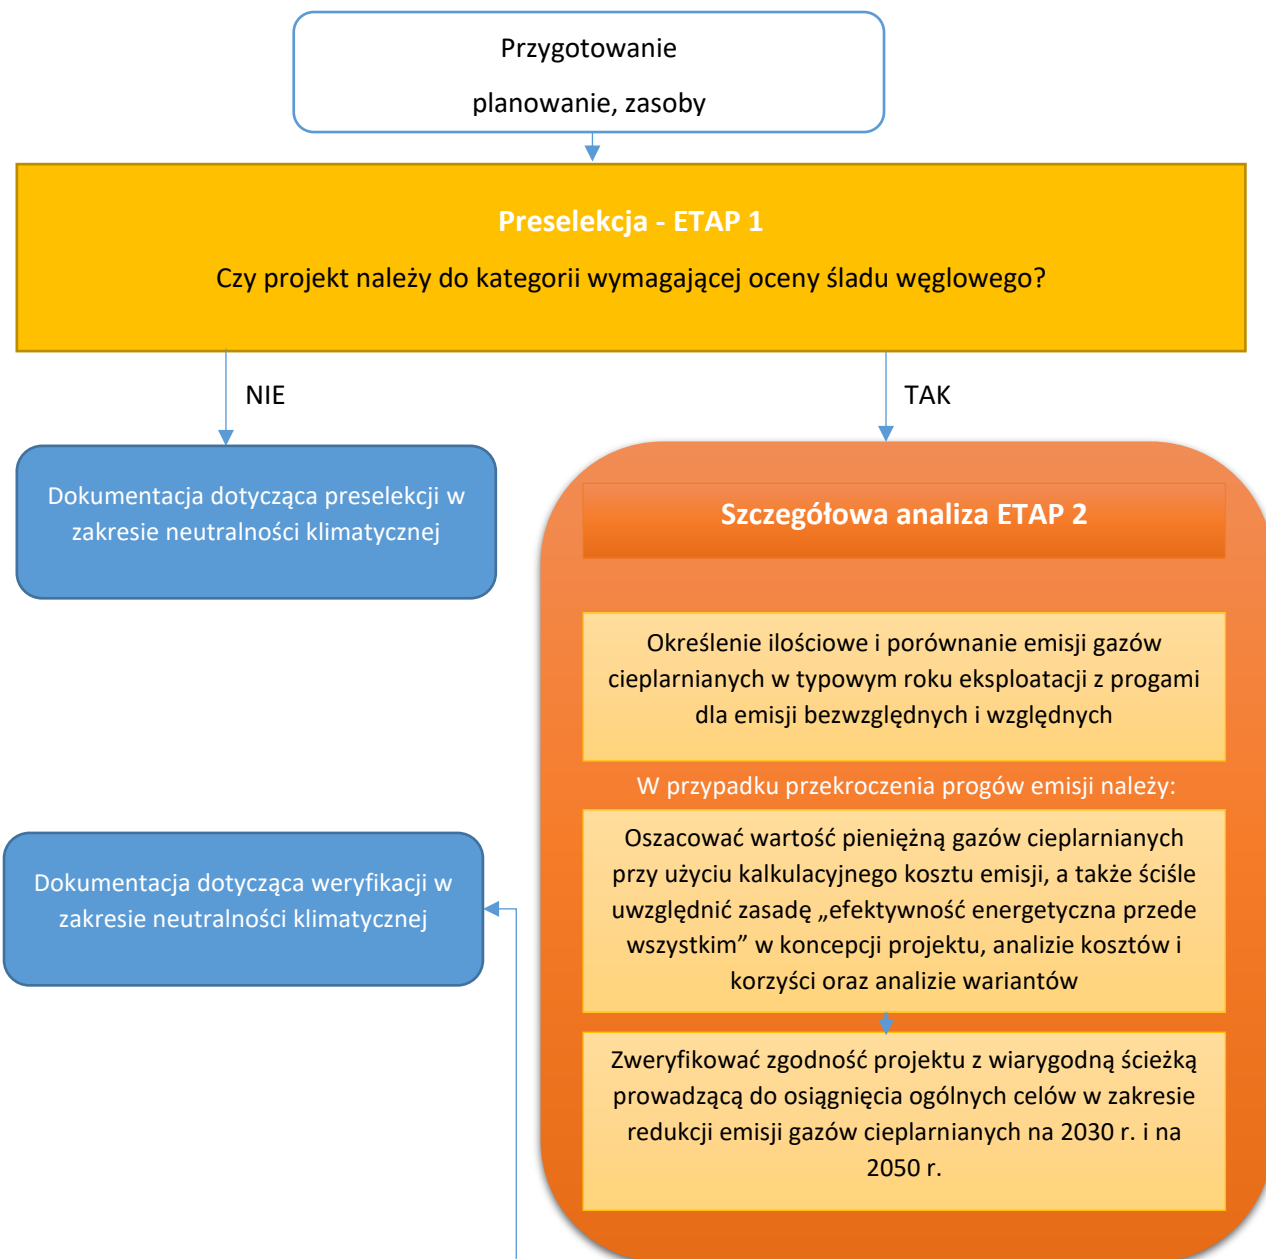 Przygotowanie
planowanie, zasoby
Preselekcja - ETAP 1
Czy projekt należy do kategorii wymagającej oceny śladu węglowego?
NIE
TAK
Dokumentacja dotycząca preselekcji w
zakresie neutralności klimatycznej
Szczegółowa analiza ETAP 2
Określenie ilościowe i porównanie emisji gazów
cieplarnianych w typowym roku eksploatacji z progami
dla emisji bezwzględnych i względnych
W przypadku przekroczenia progów emisji należy:
Oszacować wartość pieniężną gazów cieplarnianych
przy użyciu kalkulacyjnego kosztu emisji, a także ściśle
uwzględnić zasadę „efektywność energetyczna przede
wszystkim” w koncepcji projektu, analizie kosztów i
korzyści oraz analizie wariantów
Dokumentacja dotycząca weryfikacji w
zakresie neutralności klimatycznej
Zweryfikować zgodność projektu z wiarygodną ścieżką
prowadzącą do osiągnięcia ogólnych celów w zakresie
redukcji emisji gazów cieplarnianych na 2030 r. i na
2050 r.